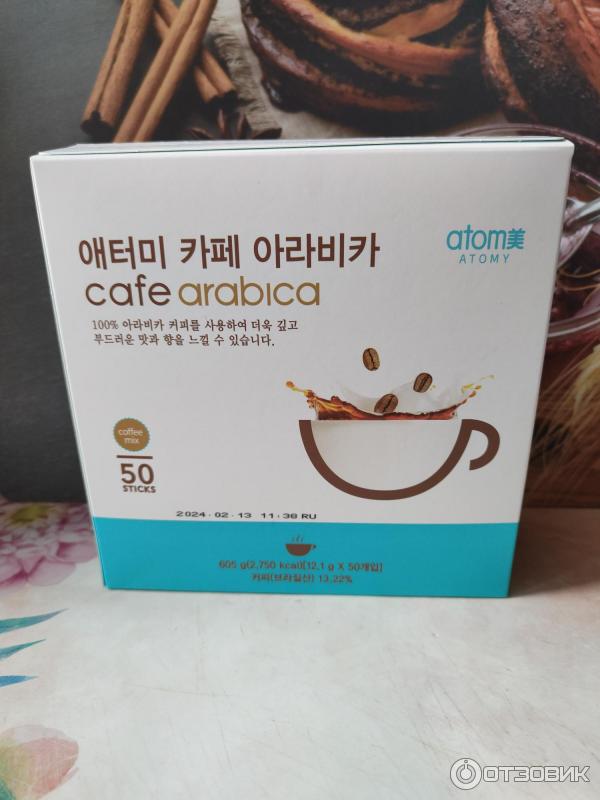 애터미 카페 아라비카
cafe arabica
atom美
ATOMY
100% 아라비카 커피를 사용하여 더욱 깊고
부드러운 맛과 향을 느낄 수 있습니다.
coffee
mix
50
STICKS
2024.02.13 11:38 RU
605 g(2,750 kcal)[12.1 g X 50개입]
커피(브라질산) 13.22%
ОТЗОВИК